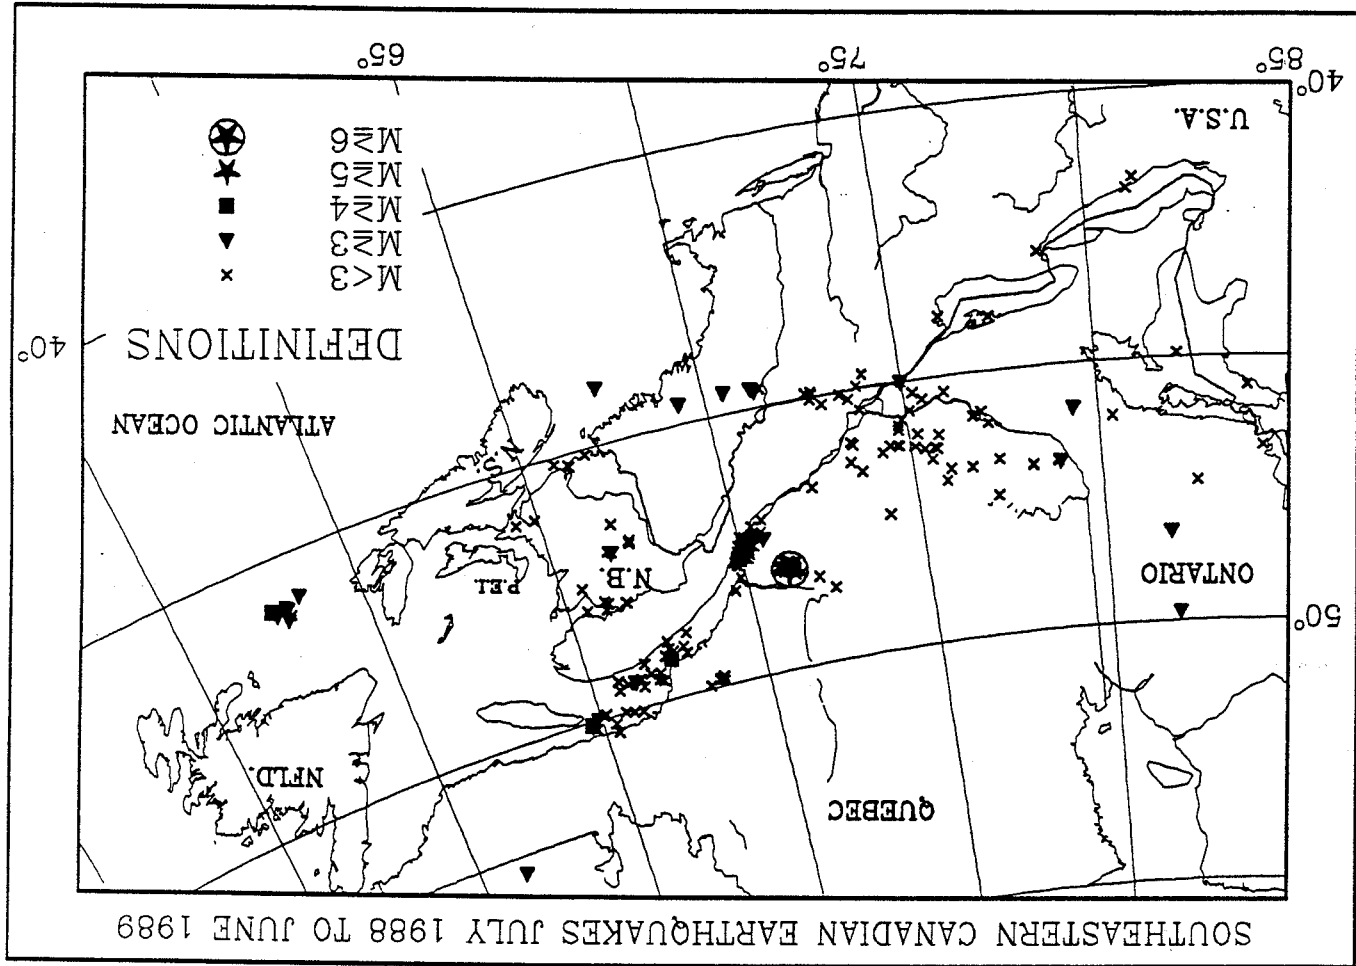 SOUTHEASTERN CANADIAN EARTHQUAKES JULY 1988 TO JUNE 1989
QUEBEC
NFLD.
50°
ONTARIO
N.B.
P.E.I.
N.S.
ATLANTIC OCEAN
40°
DEFINITIONS
M<3
M≧3
M≧4
M≧5
M≧6
U.S.A.
40°
85°
75°
65°